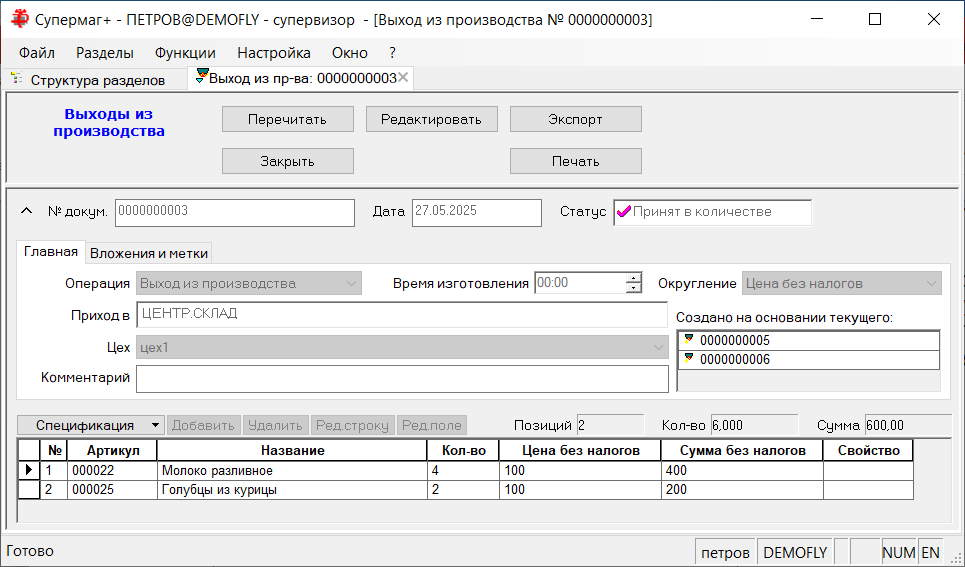 Супермаг+ - ПЕТРОВ@DEMOFLY - супервизор - [Выход из производства № 0000000003]
Файл Разделы Функции Настройка Окно ?
Структура разделов Выход из пр-ва: 0000000003
Выходы из производства
Перечитать Редактировать Экспорт
Закрыть Печать
№ докум. 0000000003 Дата 27.05.2025 Статус Принят в количестве
Главная Вложения и метки
Операция Выход из производства Время изготовления 00:00 Округление Цена без налогов
Приход в ЦЕНТР.СКЛАД Создано на основании текущего:
Цех цех1 0000000005
0000000006
Комментарий
Спецификация Добавить Удалить Ред.строку Ред.поле Позиций 2 Кол-во 6,000 Сумма 600,00
№ Артикул Название Кол-во Цена без налогов Сумма без налогов Свойство
1 000022 Молоко разливное 4 100 400
2 000025 Голубцы из курицы 2 100 200
Готово петров DEMOFLY NUM EN